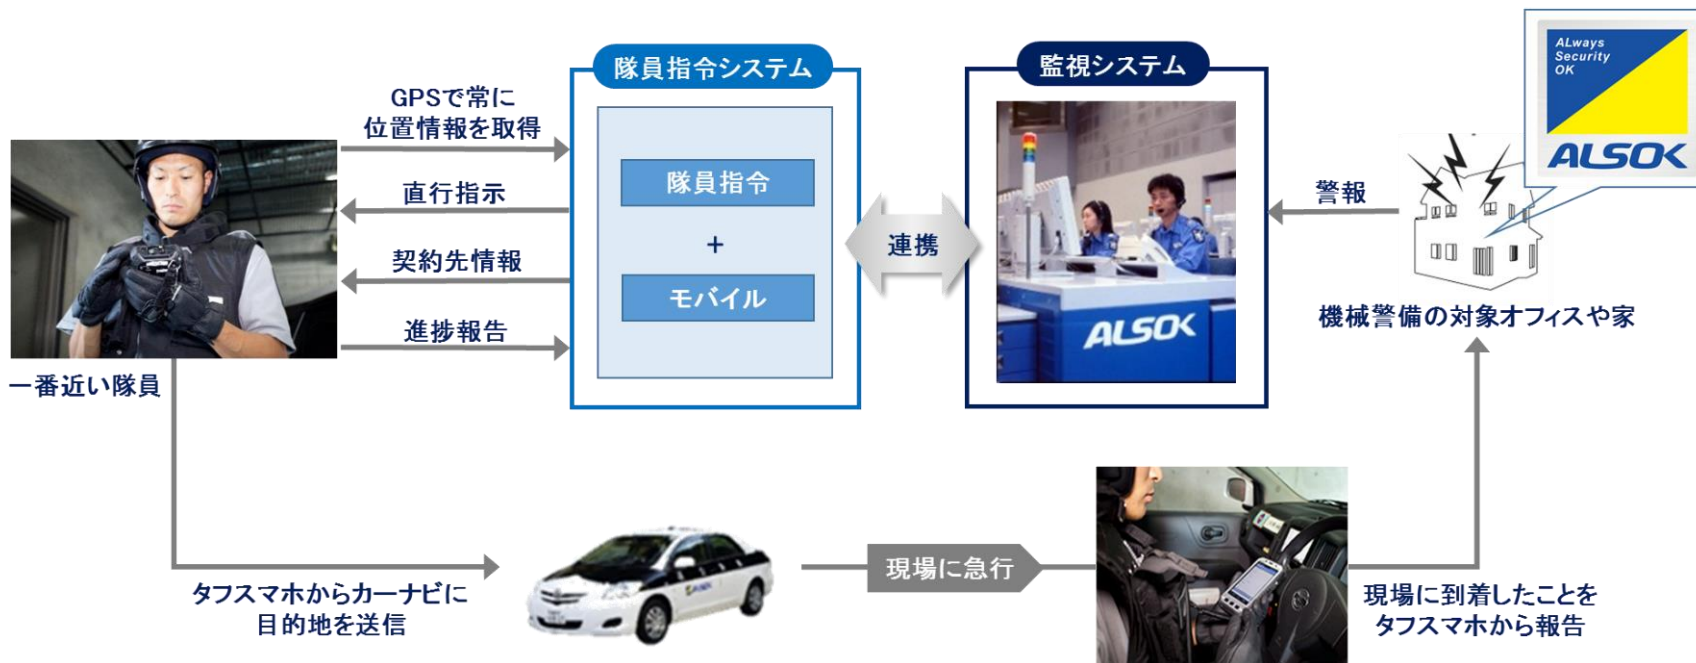 隊員指令システム
監視システム
ALways
Security
OK
ALSOK
GPSで常に
位置情報を取得
直行指示
契約先情報
進捗報告
隊員指令
+
モバイル
連携
ALSOK
警報
機械警備の対象オフィスや家
一番近い隊員
タフスマホからカーナビに
目的地を送信
ALSOK
現場に急行
現場に到着したことを
タフスマホから報告